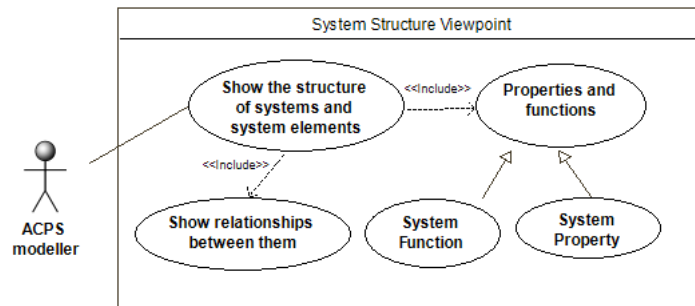 System Structure Viewpoint
Show the structure
of systems and
system elements
<<Include>>
Properties and
functions
<<Include>>
ACPS
modeller
Show relationships
between them
System
Function
System
Property